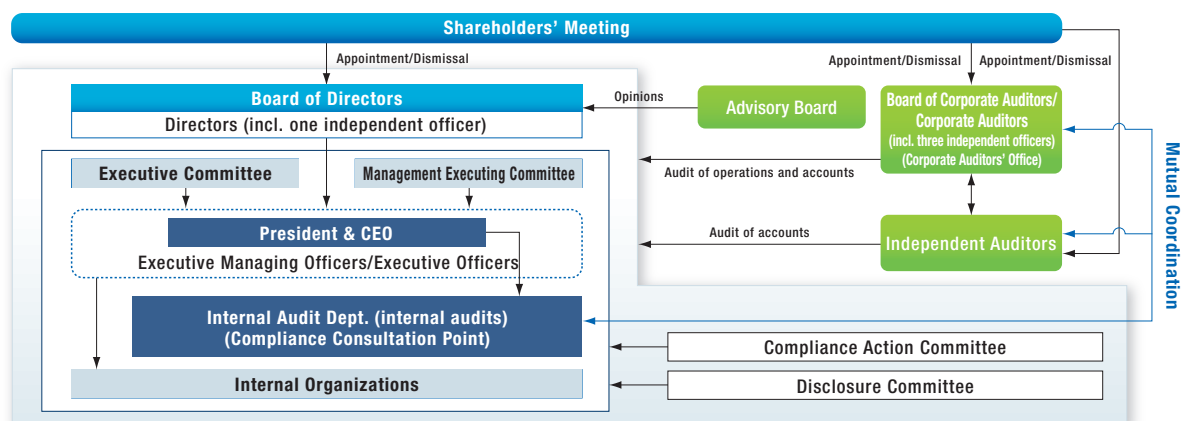 Shareholders' Meeting
Appointment/Dismissal
Appointment/Dismissal
Appointment/Dismissal
Board of Directors
Directors (incl. one independent officer)
Opinions
Advisory Board
Board of Corporate Auditors/
Corporate Auditors
(incl. three independent officers)
(Corporate Auditors' Office)
Executive Committee
Management Executing Committee
Audit of operations and accounts
President & CEO
Executive Managing Officers/Executive Officers
Audit of accounts
Independent Auditors
Mutual Coordination
Internal Audit Dept. (internal audits)
(Compliance Consultation Point)
Compliance Action Committee
Internal Organizations
Disclosure Committee